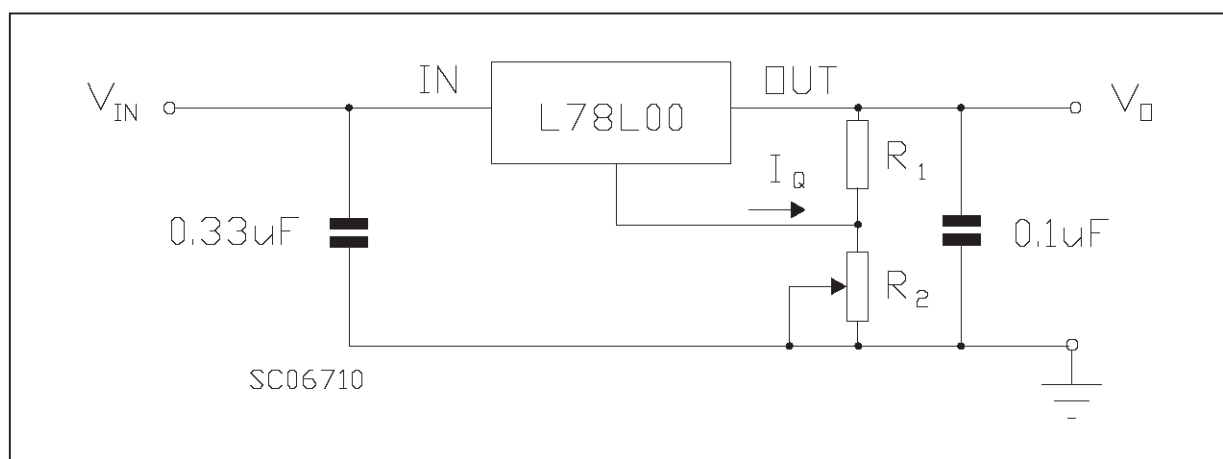 V_IN
IN
L78L00
OUT
V_O
I_Q
R_1
0.33uF
0.1uF
R_2
SC06710